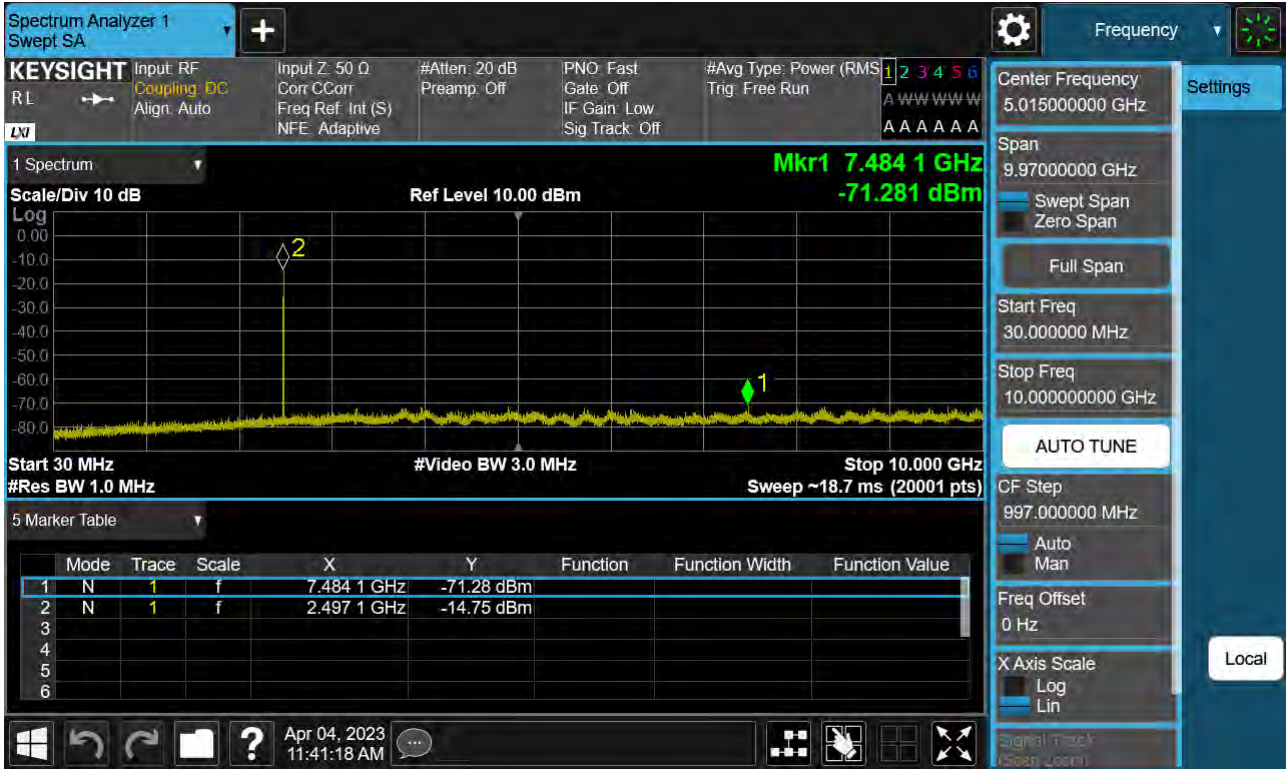 Spectrum Analyzer 1
Swept SA
+
Frequency
KEYSIGHT
RL
LXI
Input: RF
Coupling: DC
Align: Auto
Input Z: 50 Ω
Corr CCorr
Freq Ref: Int (S)
NFE: Adaptive
#Atten: 20 dB
Preamp: Off
PNO: Fast
Gate: Off
IF Gain: Low
Sig Track: Off
#Avg Type: Power (RMS
Trig: Free Run
1 2 3 4 5 6
A W W W W W
A A A A A A
1 Spectrum
Mkr1 7.484 1 GHz
Scale/Div 10 dB
Ref Level 10.00 dBm
-71.281 dBm
Log
0.00
-10.0
-20.0
-30.0
-40.0
-50.0
-60.0
-70.0
-80.0
2
1
Start 30 MHz
#Video BW 3.0 MHz
Stop 10.000 GHz
#Res BW 1.0 MHz
Sweep ~18.7 ms (20001 pts)
5 Marker Table
Mode Trace Scale X Y Function Function Width Function Value
1 N 1 f 7.484 1 GHz -71.28 dBm
2 N 1 f 2.497 1 GHz -14.75 dBm
3
4
5
6
?
Apr 04, 2023
11:41:18 AM
Center Frequency
5.015000000 GHz
Settings
Span
9.97000000 GHz
Swept Span
Zero Span
Full Span
Start Freq
30.000000 MHz
Stop Freq
10.000000000 GHz
AUTO TUNE
CF Step
997.000000 MHz
Auto
Man
Freq Offset
0 Hz
X Axis Scale
Log
Lin
Local
Signal Track
(Span Zoom)